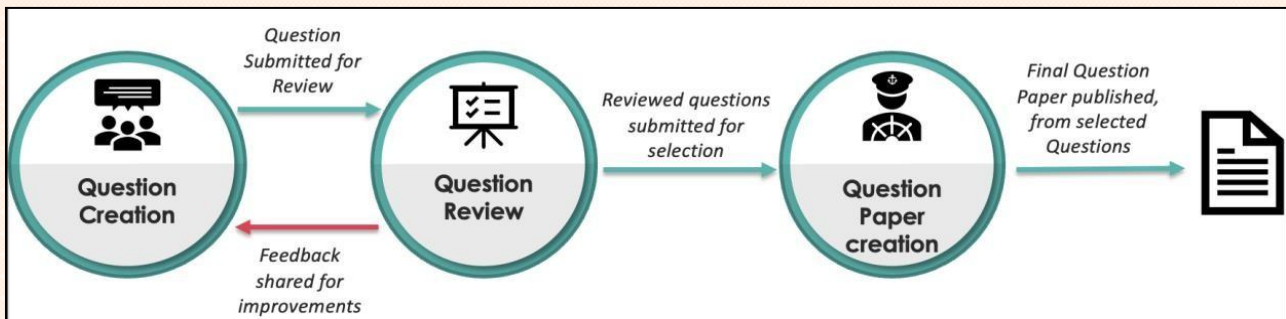 Question
Submitted for
Review
Question
Creation
Feedback
shared for
improvements
Question
Review
Reviewed questions
submitted for
selection
Question
Paper
creation
Final Question
Paper published,
from selected
Questions